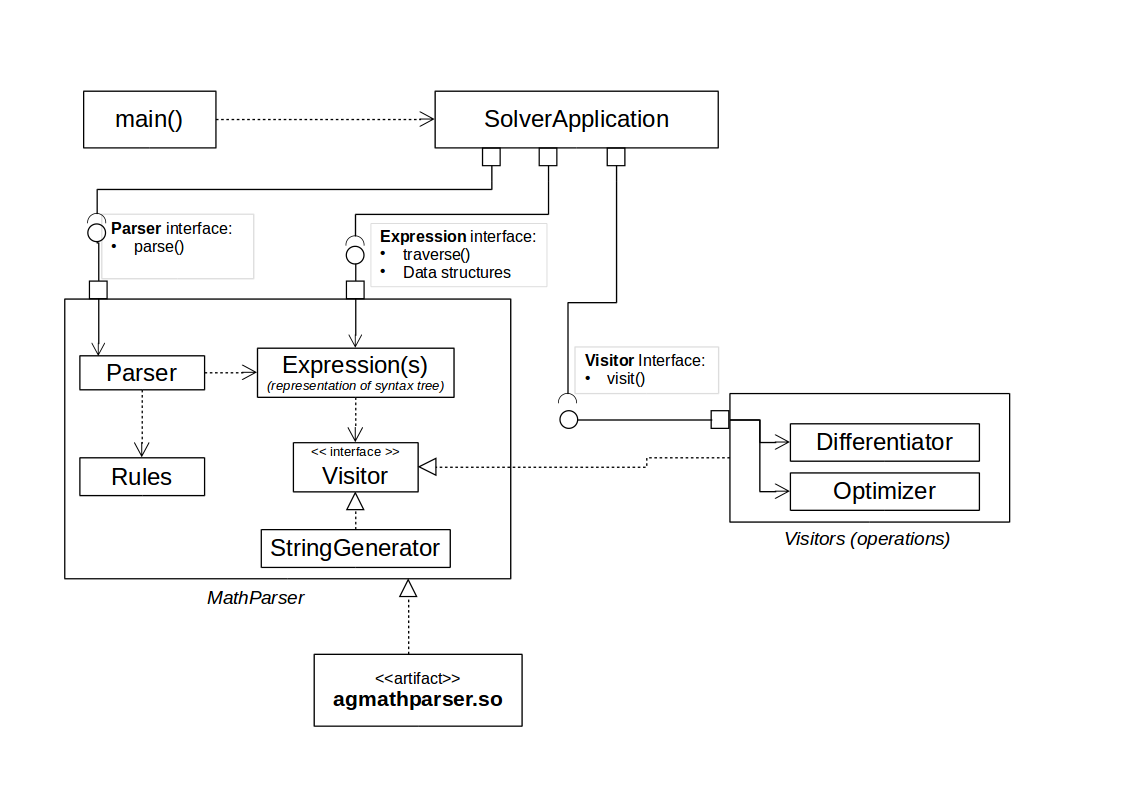 main()
SolverApplication
Parser interface:
• parse()
Expression interface:
• traverse()
• Data structures
Visitor Interface:
• visit()
Parser
Expression(s)
(representation of syntax tree)
Rules
<< interface >>
Visitor
StringGenerator
MathParser
Differentiator
Optimizer
Visitors (operations)
<<artifact>>
agmathparser.so